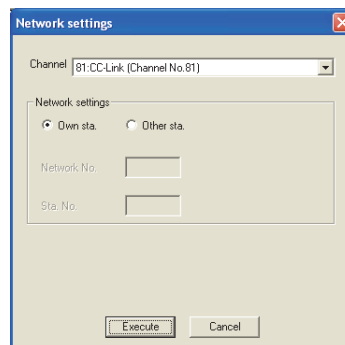 Network settings
Channel 81:CC-Link (Channel No.81)
Network settings
Own sta. Other sta.
Network No.
Sta. No.
Execute Cancel